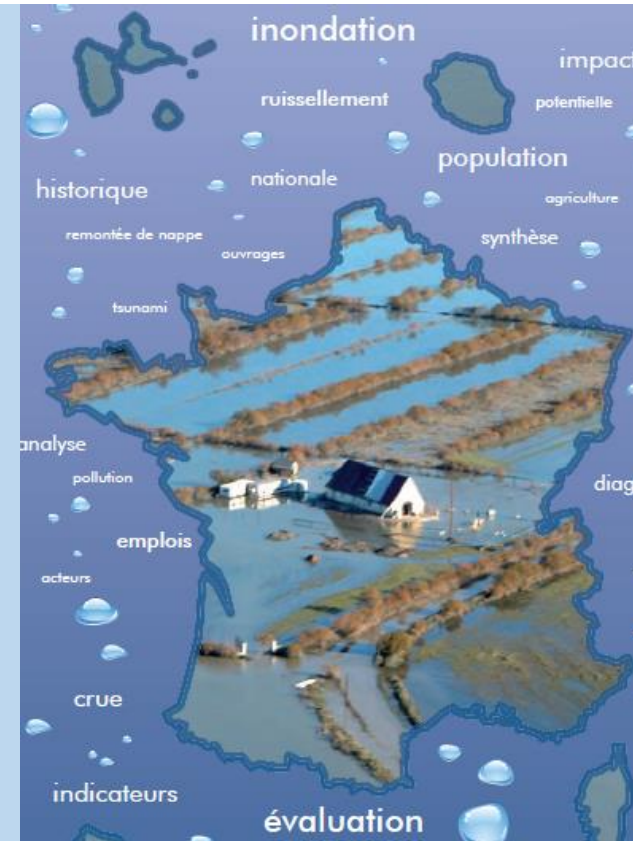 inondation
impact
ruissellement
potentielle
population
nationale
historique
agriculture
remontée de nappe
synthèse
ouvrages
tsunami
analyse
pollution
diag
emplois
acteurs
crue
indicateurs
évaluation